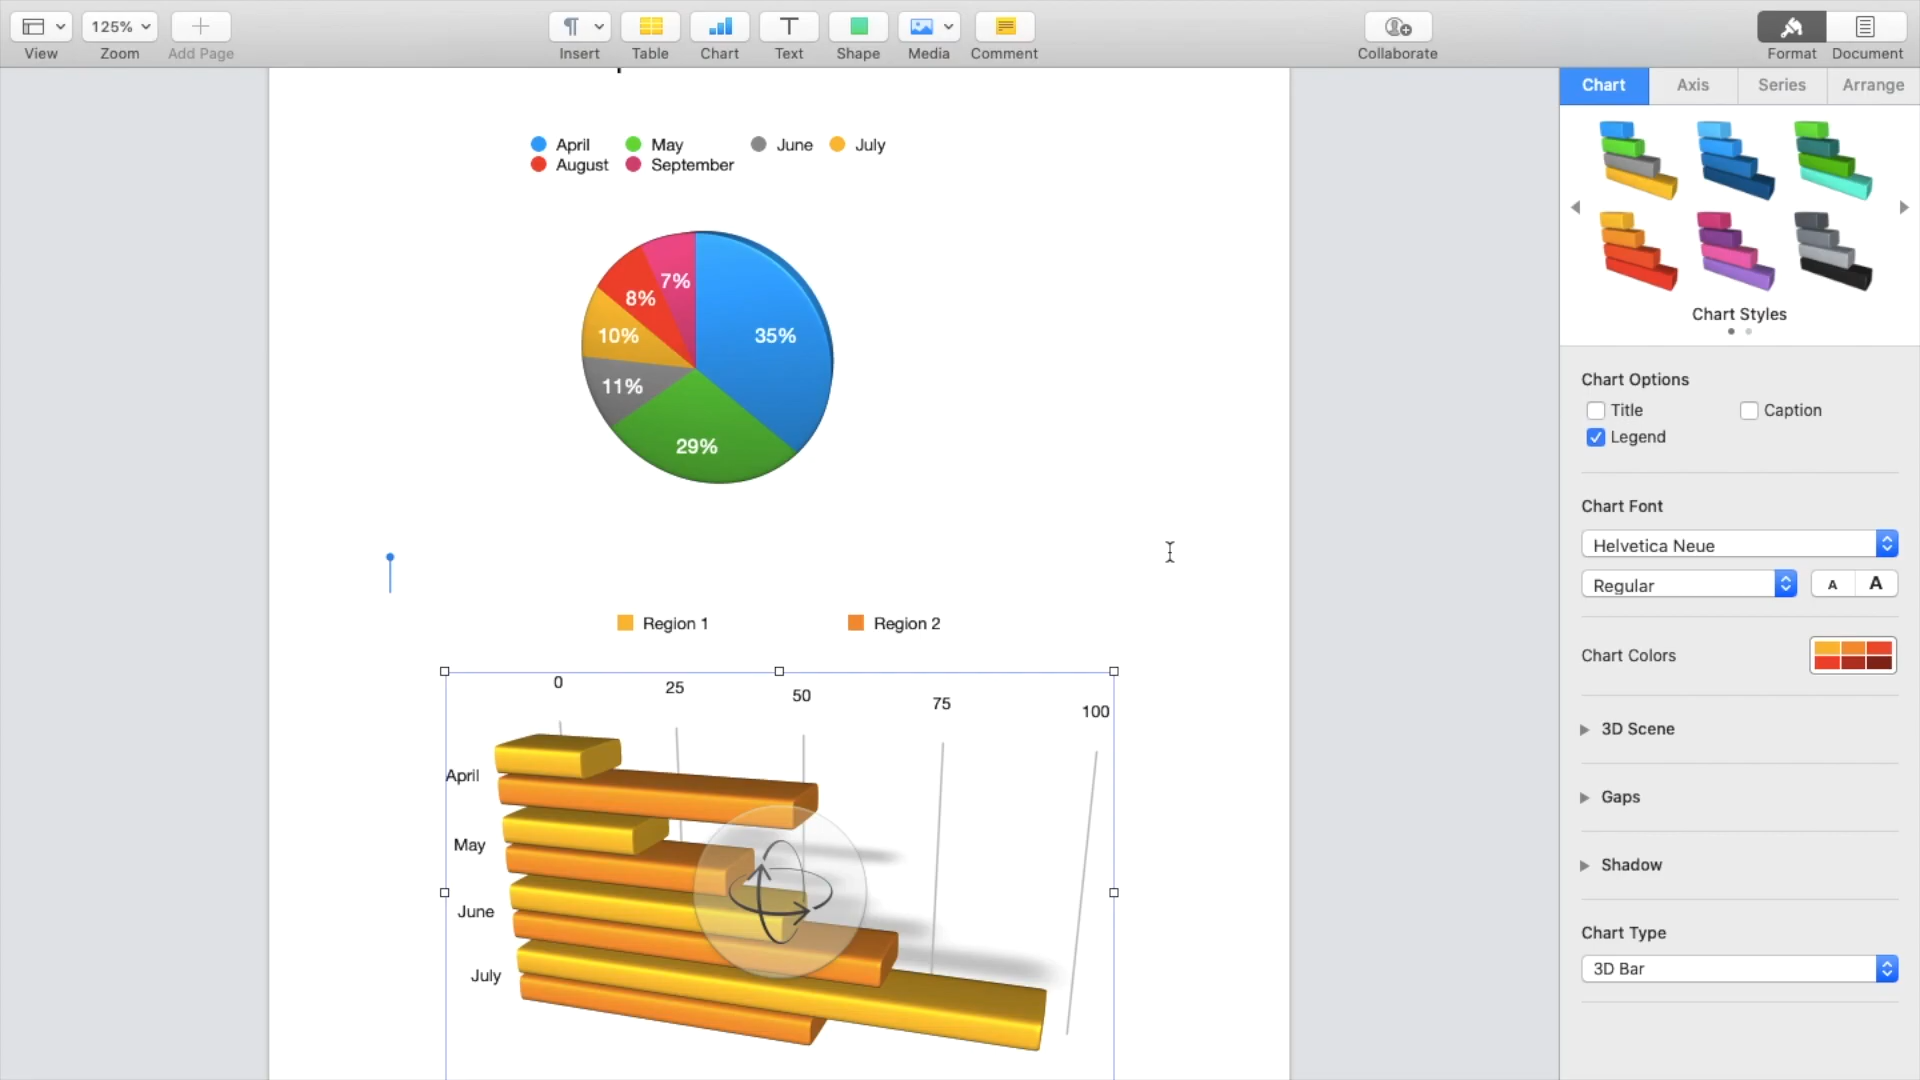 125%
View
Zoom
Add Page
Insert
Table
Chart
Text
Shape
Media
Comment
Collaborate
Format
Document
Chart
Axis
Series
Arrange
April
May
June
July
August
September
7%
8%
10%
35%
11%
29%
Region 1
Region 2
0
25
50
75
100
April
May
June
July
Chart Styles
Chart Options
Title
Caption
Legend
Chart Font
Helvetica Neue
Regular
A
A
Chart Colors
3D Scene
Gaps
Shadow
Chart Type
3D Bar